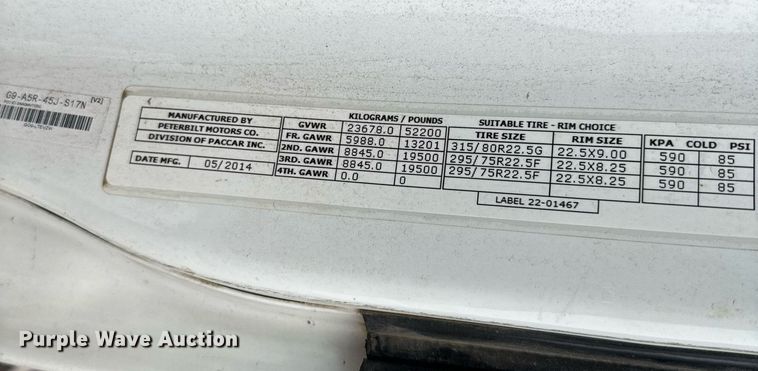 G9-A5R-45J-S17N [V2]
MANUFACTURED BY
PETERBILT MOTORS CO.
DIVISION OF PACCAR INC.
DATE MFG. 05/2014
KILOGRAMS / POUNDS
GVWR 23678.0 52200
FR. GAWR 5988.0 13201
2ND. GAWR 8845.0 19500
3RD. GAWR 8845.0 19500
4TH. GAWR 0.0 0
SUITABLE TIRE - RIM CHOICE
TIRE SIZE RIM SIZE KPA COLD PSI
315/80R22.5G 22.5X9.00 590 85
295/75R22.5F 22.5X8.25 590 85
295/75R22.5F 22.5X8.25 590 85
LABEL 22-01467
Purple Wave Auction